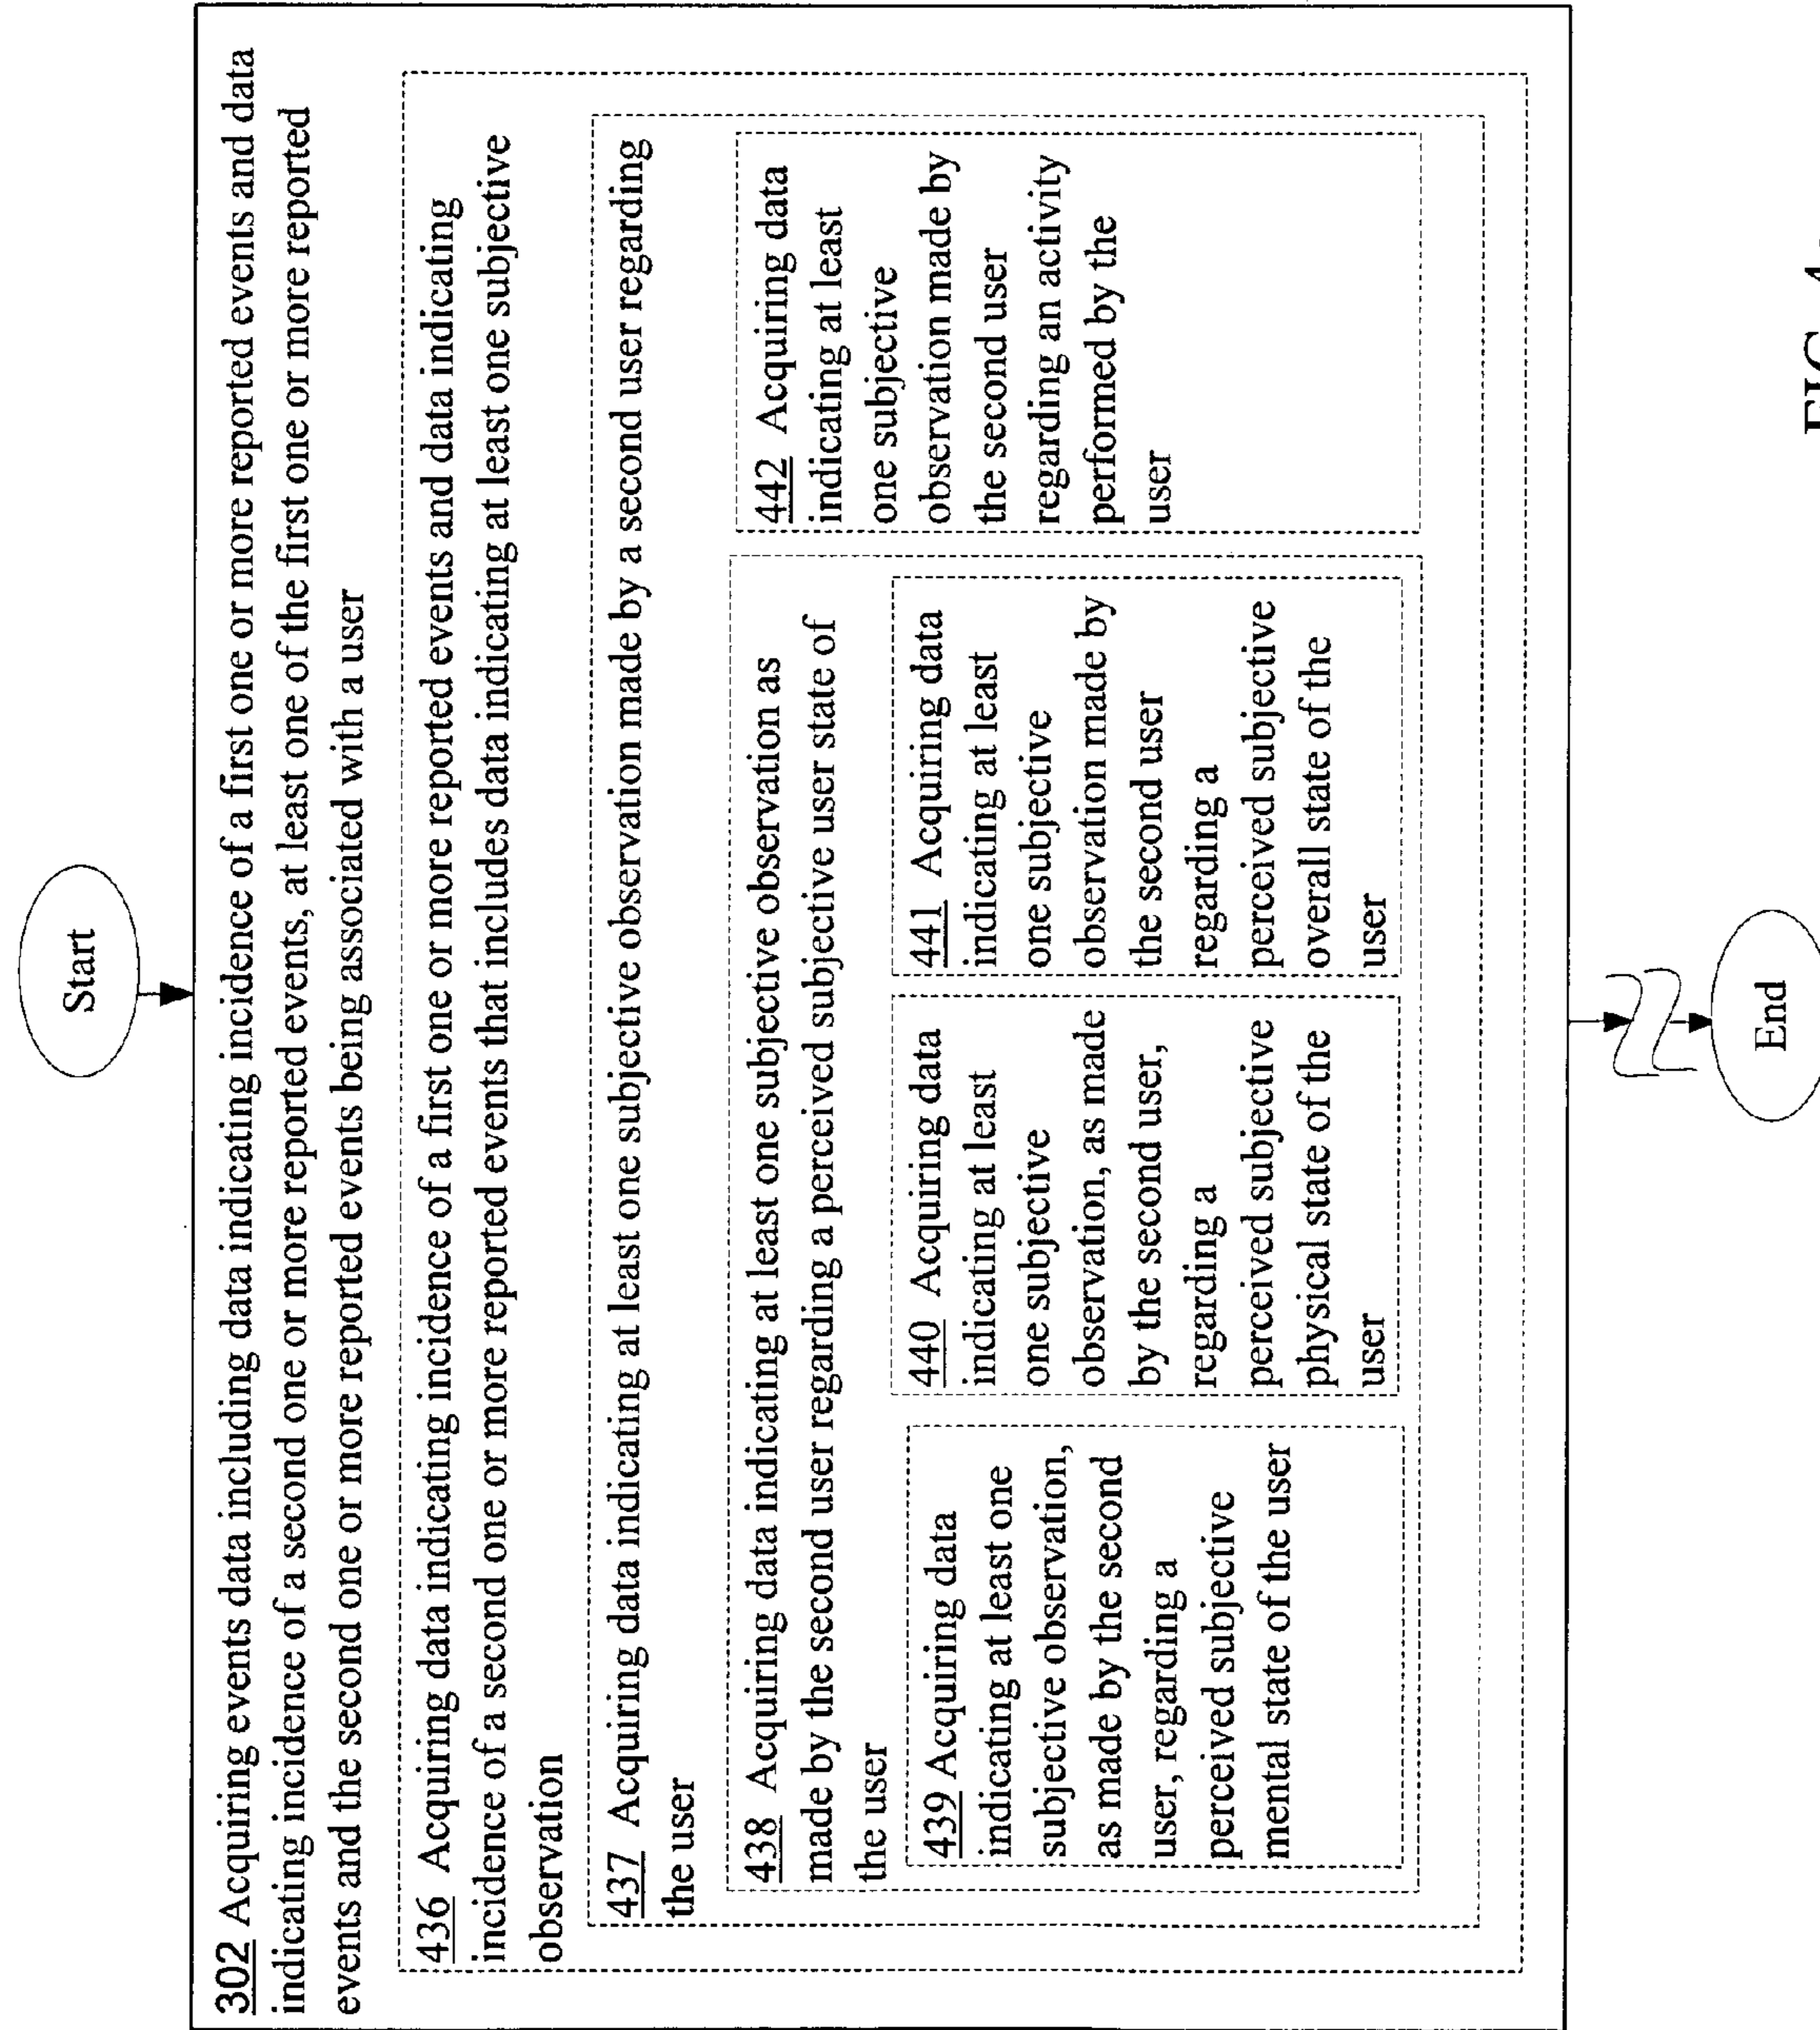 Start
302 Acquiring events data including data indicating incidence of a first one or more reported events and data
indicating incidence of a second one or more reported events, at least one of the first one or more reported
events and the second one or more reported events being associated with a user
436 Acquiring data indicating incidence of a first one or more reported events and data indicating
incidence of a second one or more reported events that includes data indicating at least one subjective
observation
437 Acquiring data indicating at least one subjective observation made by a second user regarding
the user
438 Acquiring data indicating at least one subjective observation as
made by the second user regarding a perceived subjective user state of
the user
439 Acquiring data
indicating at least one
subjective observation,
as made by the second
user, regarding a
perceived subjective
mental state of the user
440 Acquiring data
indicating at least
one subjective
observation, as made
by the second user,
regarding a
perceived subjective
physical state of the
user
441 Acquiring data
indicating at least
one subjective
observation made by
the second user
regarding a
perceived subjective
overall state of the
user
442 Acquiring data
indicating at least
one subjective
observation made by
the second user
regarding an activity
performed by the
user
End